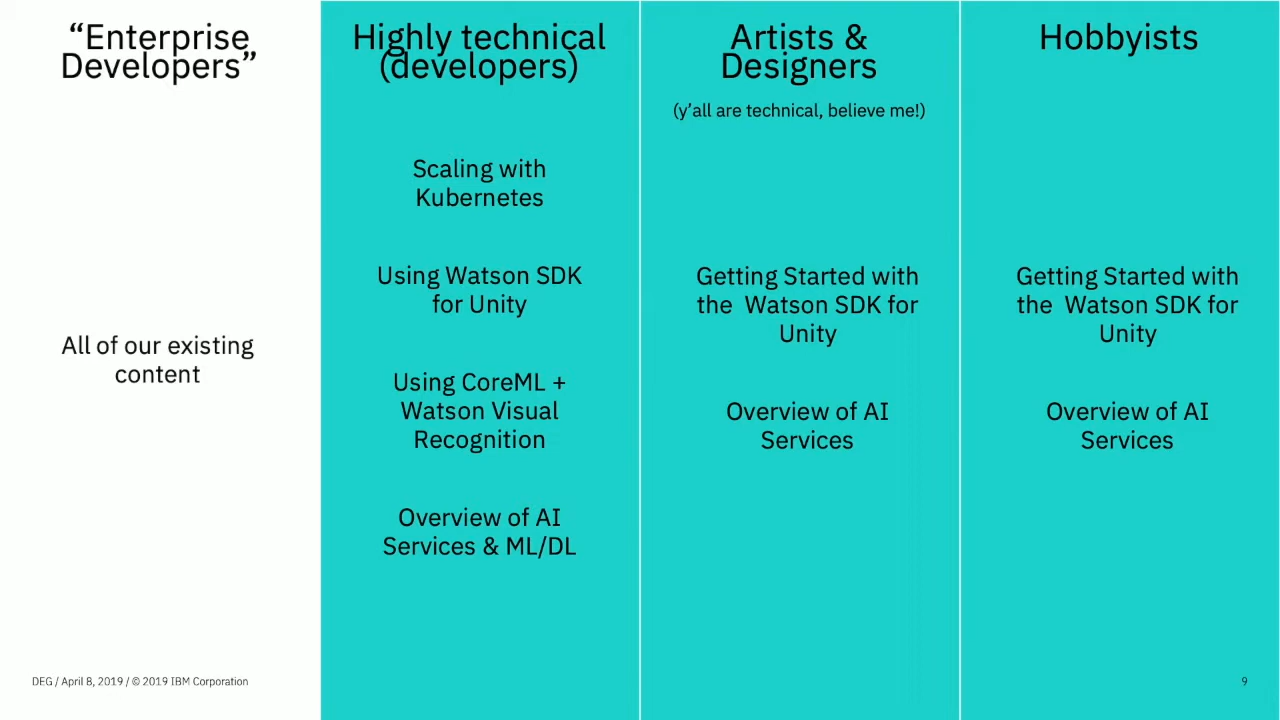 “Enterprise
Developers”
All of our existing
content
Highly technical
(developers)
Scaling with
Kubernetes
Using Watson SDK
for Unity
Using CoreML +
Watson Visual
Recognition
Overview of AI
Services & ML/DL
Artists &
Designers
(y’all are technical, believe me!)
Getting Started with
the Watson SDK for
Unity
Overview of AI
Services
Hobbyists
Getting Started with
the Watson SDK for
Unity
Overview of AI
Services
DEG / April 8, 2019 / © 2019 IBM Corporation
9